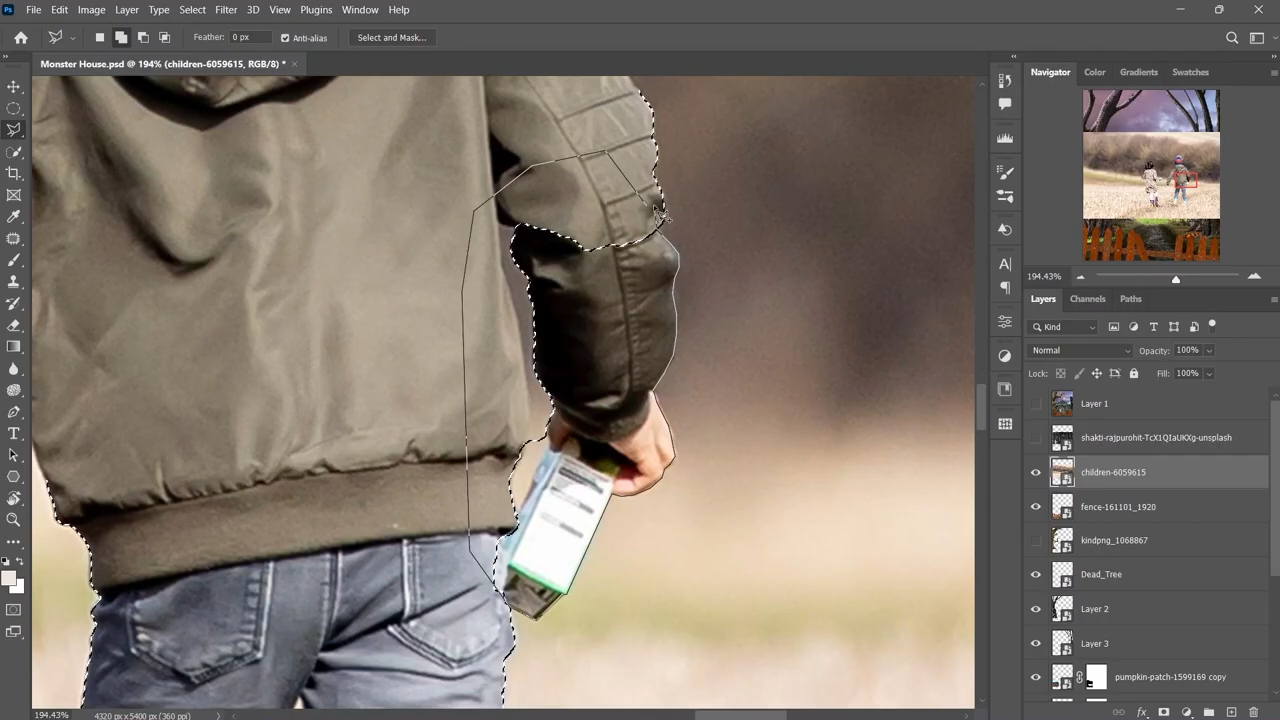 Ps File Edit Image Layer Type Select Filter 3D View Plugins Window Help
Feather: 0 px Anti-alias Select and Mask...
Monster House.psd @ 194% (children-6059615, RGB/8) *
Navigator Color Gradients Swatches
194.43%
Layers Channels Paths
Kind
Normal Opacity: 100%
Lock: Fill: 100%
Layer 1
shakti-rajpurohit-TcX1QIaUKXg-unsplash
children-6059615
fence-161101_1920
kindpng_1068867
Dead_Tree
Layer 2
Layer 3
pumpkin-patch-1599169 copy
194.43% 4320 px x 5400 px (360 ppi)